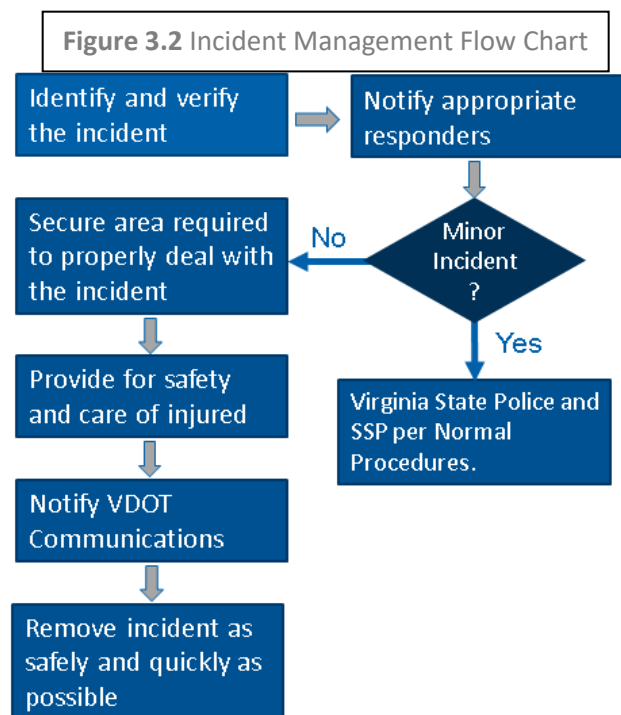 Figure 3.2 Incident Management Flow Chart
Identify and verify
the incident
Notify appropriate
responders
Minor
Incident
?
No
Secure area required
to properly deal with
the incident
Yes
Virginia State Police and
SSP per Normal
Procedures.
Provide for safety
and care of injured
Notify VDOT
Communications
Remove incident as
safely and quickly as
possible